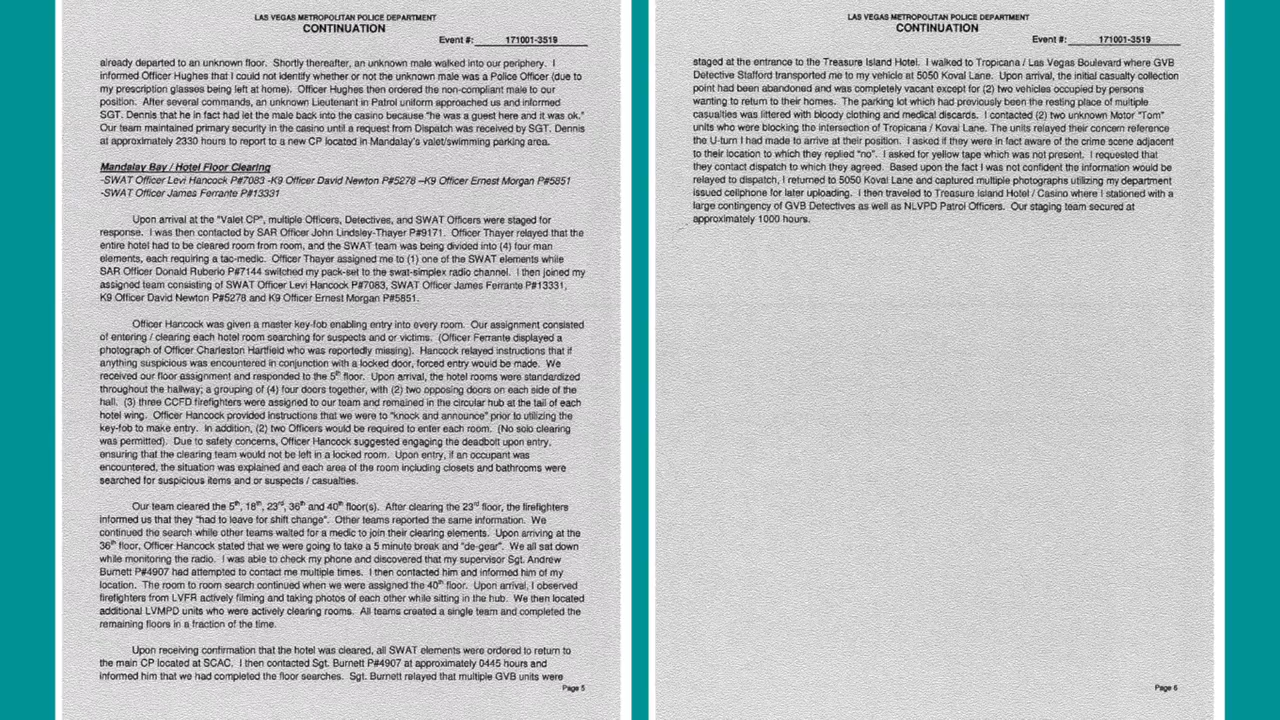 LAS VEGAS METROPOLITAN POLICE DEPARTMENT
CONTINUATION
Event #: 171001-3519
already departed to an unknown floor. Shortly thereafter, an unknown male walked into our periphery. I
informed Officer Hughes that I could not identify whether or not the unknown male was a Police Officer (due to
my prescription glasses being left at home). Officer Hughes then ordered the non-compliant male to our
position. After several commands, an unknown Lieutenant in Patrol uniform approached us and informed
SGT. Dennis that he in fact had let the male back into the casino because "he was a guest here and it was ok."
Our team maintained primary security in the casino until a request from Dispatch was received by SGT. Dennis
at approximately 2330 hours to report to a new CP located in Mandalay's valet/swimming parking area.
Mandalay Bay / Hotel Floor Clearing
-SWAT Officer Levi Hancock P#7083 -K9 Officer David Newton P#5278 –K9 Officer Ernest Morgan P#5851
-SWAT Officer James Ferrante P#13331
Upon arrival at the "Valet CP", multiple Officers, Detectives, and SWAT Officers were staged for
response. I was then contacted by SAR Officer John Lindsley-Thayer P#9171. Officer Thayer relayed that the
entire hotel had to be cleared room from room, and the SWAT team was being divided into (4) four man
elements, each requiring a tac-medic. Officer Thayer assigned me to (1) one of the SWAT elements while
SAR Officer Donald Ruberio P#7144 switched my pack-set to the swat-simplex radio channel. I then joined my
assigned team consisting of SWAT Officer Levi Hancock P#7083, SWAT Officer James Ferrante P#13331,
K9 Officer David Newton P#5278 and K9 Officer Ernest Morgan P#5851.
Officer Hancock was given a master key-fob enabling entry into every room. Our assignment consisted
of entering / clearing each hotel room searching for suspects and or victims. (Officer Ferrante displayed a
photograph of Officer Charleston Hartfield who was reportedly missing). Hancock relayed instructions that if
anything suspicious was encountered in conjunction with a locked door, forced entry would be made. We
received our floor assignment and responded to the 5th floor. Upon arrival, the hotel rooms were standardized
throughout the hallway; a grouping of (4) four doors together, with (2) two opposing doors on each side of the
hall. (3) three CCFD firefighters were assigned to our team and remained in the circular hub at the tail of each
hotel wing. Officer Hancock provided instructions that we were to "knock and announce" prior to utilizing the
key-fob to make entry. In addition, (2) two Officers would be required to enter each room. (No solo clearing
was permitted). Due to safety concerns, Officer Hancock suggested engaging the deadbolt upon entry,
ensuring that the clearing team would not be left in a locked room. Upon entry, if an occupant was
encountered, the situation was explained and each area of the room including closets and bathrooms were
searched for suspicious items and or suspects / casualties.
Our team cleared the 5th, 18th, 23rd, 36th and 40th floor(s). After clearing the 23rd floor, the firefighters
informed us that they "had to leave for shift change". Other teams reported the same information. We
continued the search while other teams waited for a medic to join their clearing elements. Upon arriving at the
36th floor, Officer Hancock stated that we were going to take a 5 minute break and "de-gear". We all sat down
while monitoring the radio. I was able to check my phone and discovered that my supervisor Sgt. Andrew
Burnett P#4907 had attempted to contact me multiple times. I then contacted him and informed him of my
location. The room to room search continued when we were assigned the 40th floor. Upon arrival, I observed
firefighters from LVFR actively filming and taking photos of each other while sitting in the hub. We then located
additional LVMPD units who were actively clearing rooms. All teams created a single team and completed the
remaining floors in a fraction of the time.
Upon receiving confirmation that the hotel was cleared, all SWAT elements were ordered to return to
the main CP located at SCAC. I then contacted Sgt. Burnett P#4907 at approximately 0445 hours and
informed him that we had completed the floor searches. Sgt. Burnett relayed that multiple GVB units were
Page 5
LAS VEGAS METROPOLITAN POLICE DEPARTMENT
CONTINUATION
Event #: 171001-3519
staged at the entrance to the Treasure Island Hotel. I walked to Tropicana / Las Vegas Boulevard where GVB
Detective Stafford transported me to my vehicle at 5050 Koval Lane. Upon arrival, the initial casualty collection
point had been abandoned and was completely vacant except for (2) two vehicles occupied by persons
wanting to return to their homes. The parking lot which had previously been the resting place of multiple
casualties was littered with bloody clothing and medical discards. I contacted (2) two unknown Motor "Tom"
units who were blocking the intersection of Tropicana / Koval Lane. The units relayed their concern reference
the U-turn I had made to arrive at their position. I asked if they were in fact aware of the crime scene adjacent
to their location to which they replied "no". I asked for yellow tape which was not present. I requested that
they contact dispatch to which they agreed. Based upon the fact I was not confident the information would be
relayed to dispatch, I returned to 5050 Koval Lane and captured multiple photographs utilizing my department
issued cellphone for later uploading. I then traveled to Treasure Island Hotel / Casino where I stationed with a
large contingency of GVB Detectives as well as NLVPD Patrol Officers. Our staging team secured at
approximately 1000 hours.
Page 6